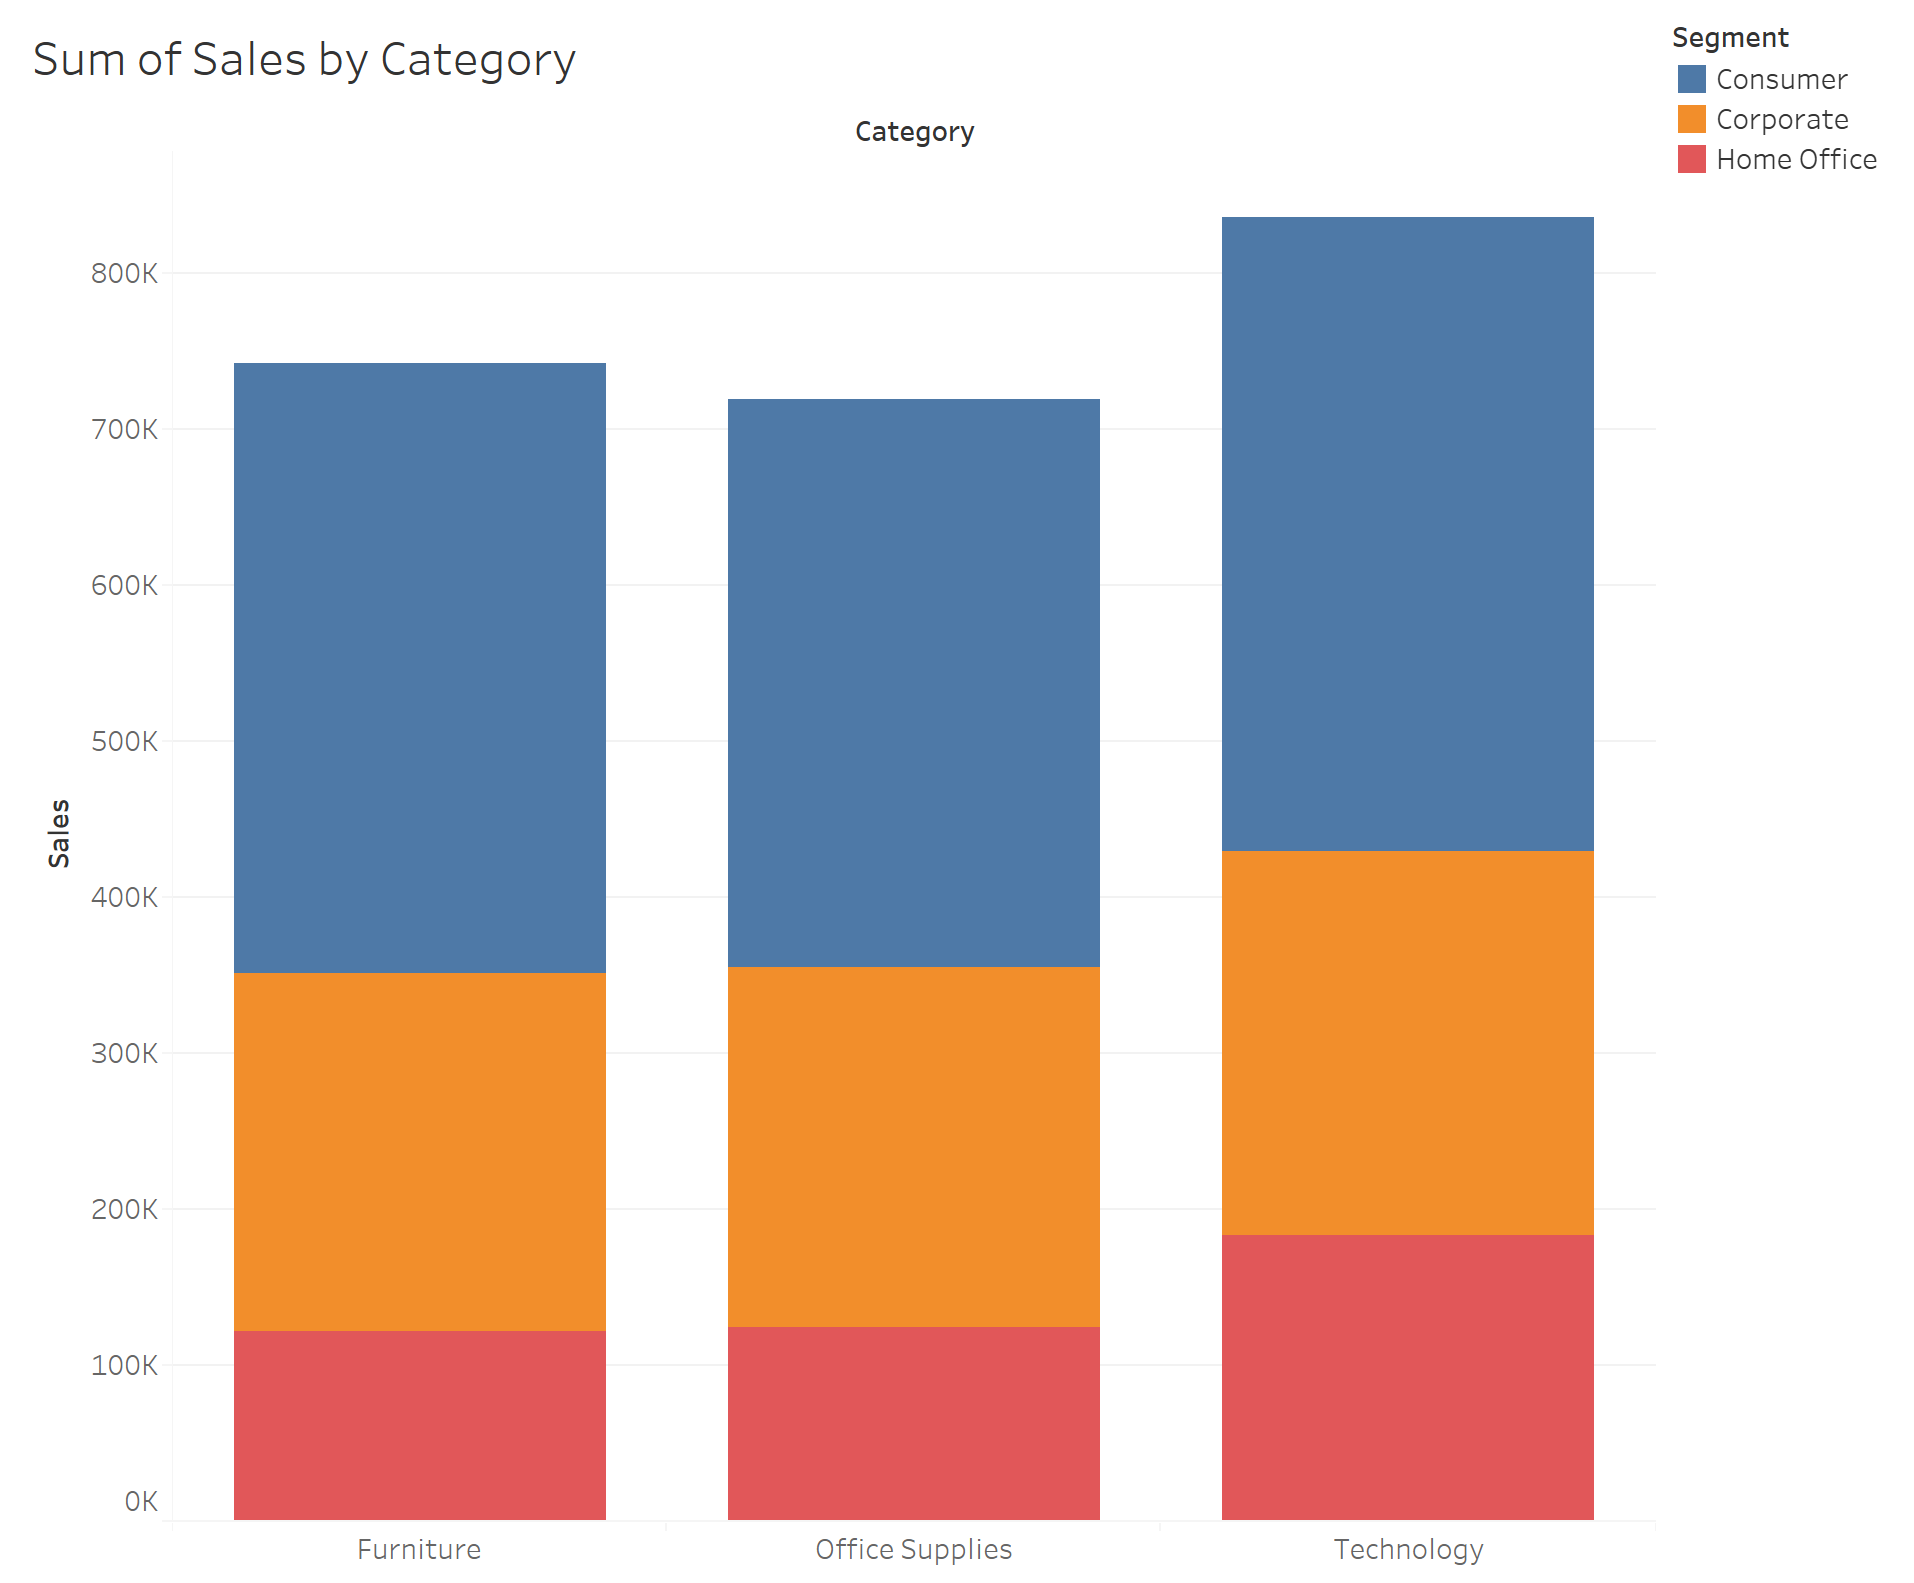 Sum of Sales by Category
Segment
Consumer
Corporate
Home Office
Category
Sales
800K
700K
600K
500K
400K
300K
200K
100K
0K
Furniture
Office Supplies
Technology